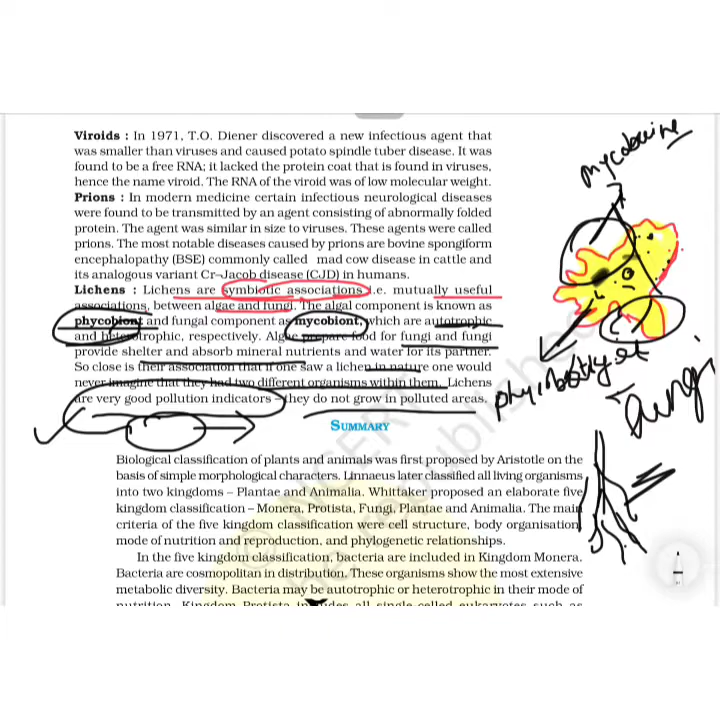 Viroids : In 1971, T.O. Diener discovered a new infectious agent that
was smaller than viruses and caused potato spindle tuber disease. It was
found to be a free RNA; it lacked the protein coat that is found in viruses,
hence the name viroid. The RNA of the viroid was of low molecular weight.
Prions : In modern medicine certain infectious neurological diseases
were found to be transmitted by an agent consisting of abnormally folded
protein. The agent was similar in size to viruses. These agents were called
prions. The most notable diseases caused by prions are bovine spongiform
encephalopathy (BSE) commonly called mad cow disease in cattle and
its analogous variant Cr–Jacob disease (CJD) in humans.
Lichens : Lichens are symbiotic associations i.e. mutually useful
associations, between algae and fungi. The algal component is known as
phycobiont and fungal component as mycobiont, which are autotrophic
and heterotrophic, respectively. Algae prepare food for fungi and fungi
provide shelter and absorb mineral nutrients and water for its partner.
So close is their association that if one saw a lichen in nature one would
never imagine that they had two different organisms within them. Lichens
are very good pollution indicators – they do not grow in polluted areas.
SUMMARY
Biological classification of plants and animals was first proposed by Aristotle on the
basis of simple morphological characters. Linnaeus later classified all living organisms
into two kingdoms – Plantae and Animalia. Whittaker proposed an elaborate five
kingdom classification – Monera, Protista, Fungi, Plantae and Animalia. The main
criteria of the five kingdom classification were cell structure, body organisation,
mode of nutrition and reproduction, and phylogenetic relationships.
In the five kingdom classification, bacteria are included in Kingdom Monera.
Bacteria are cosmopolitan in distribution. These organisms show the most extensive
metabolic diversity. Bacteria may be autotrophic or heterotrophic in their mode of
nutrition. Kingdom Protista includes all single celled eukaryotes such as
fungi
© NCERT